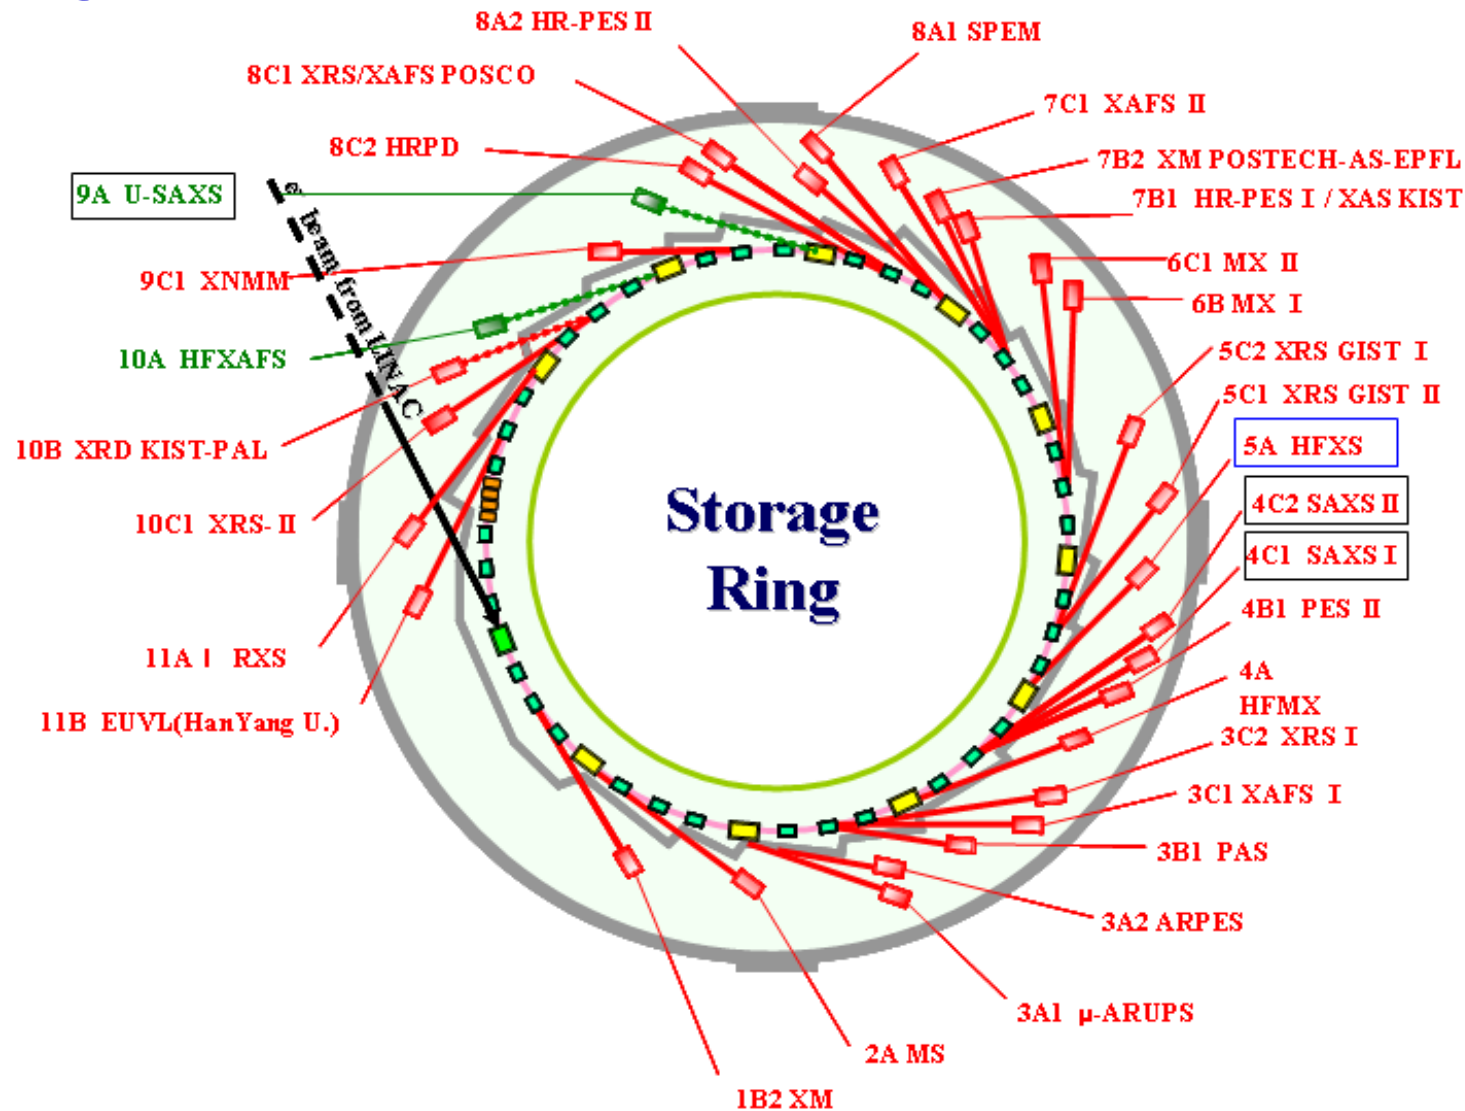 8A2 HR-PES II
8A1 SPEM
8C1 XRS/XAFS POSCO
7C1 XAFS II
8C2 HRPD
7B2 XM POSTECH-AS-EPFL
9A U-SAXS
7B1 HR-PES I / XAS KIST
e- beam from LINAC
6C1 MX II
9C1 XNMM
6B MX I
10A HFXAFS
5C2 XRS GIST I
5C1 XRS GIST II
10B XRD KIST-PAL
5A HFXS
4C2 SAXS II
10C1 XRS-II
Storage
Ring
4C1 SAXS I
4B1 PES II
11A I RXS
4A
HFMX
11B EUVL(HanYang U.)
3C2 XRS I
3C1 XAFS I
3B1 PAS
3A2 ARPES
3A1 μ-ARUPS
2A MS
1B2 XM